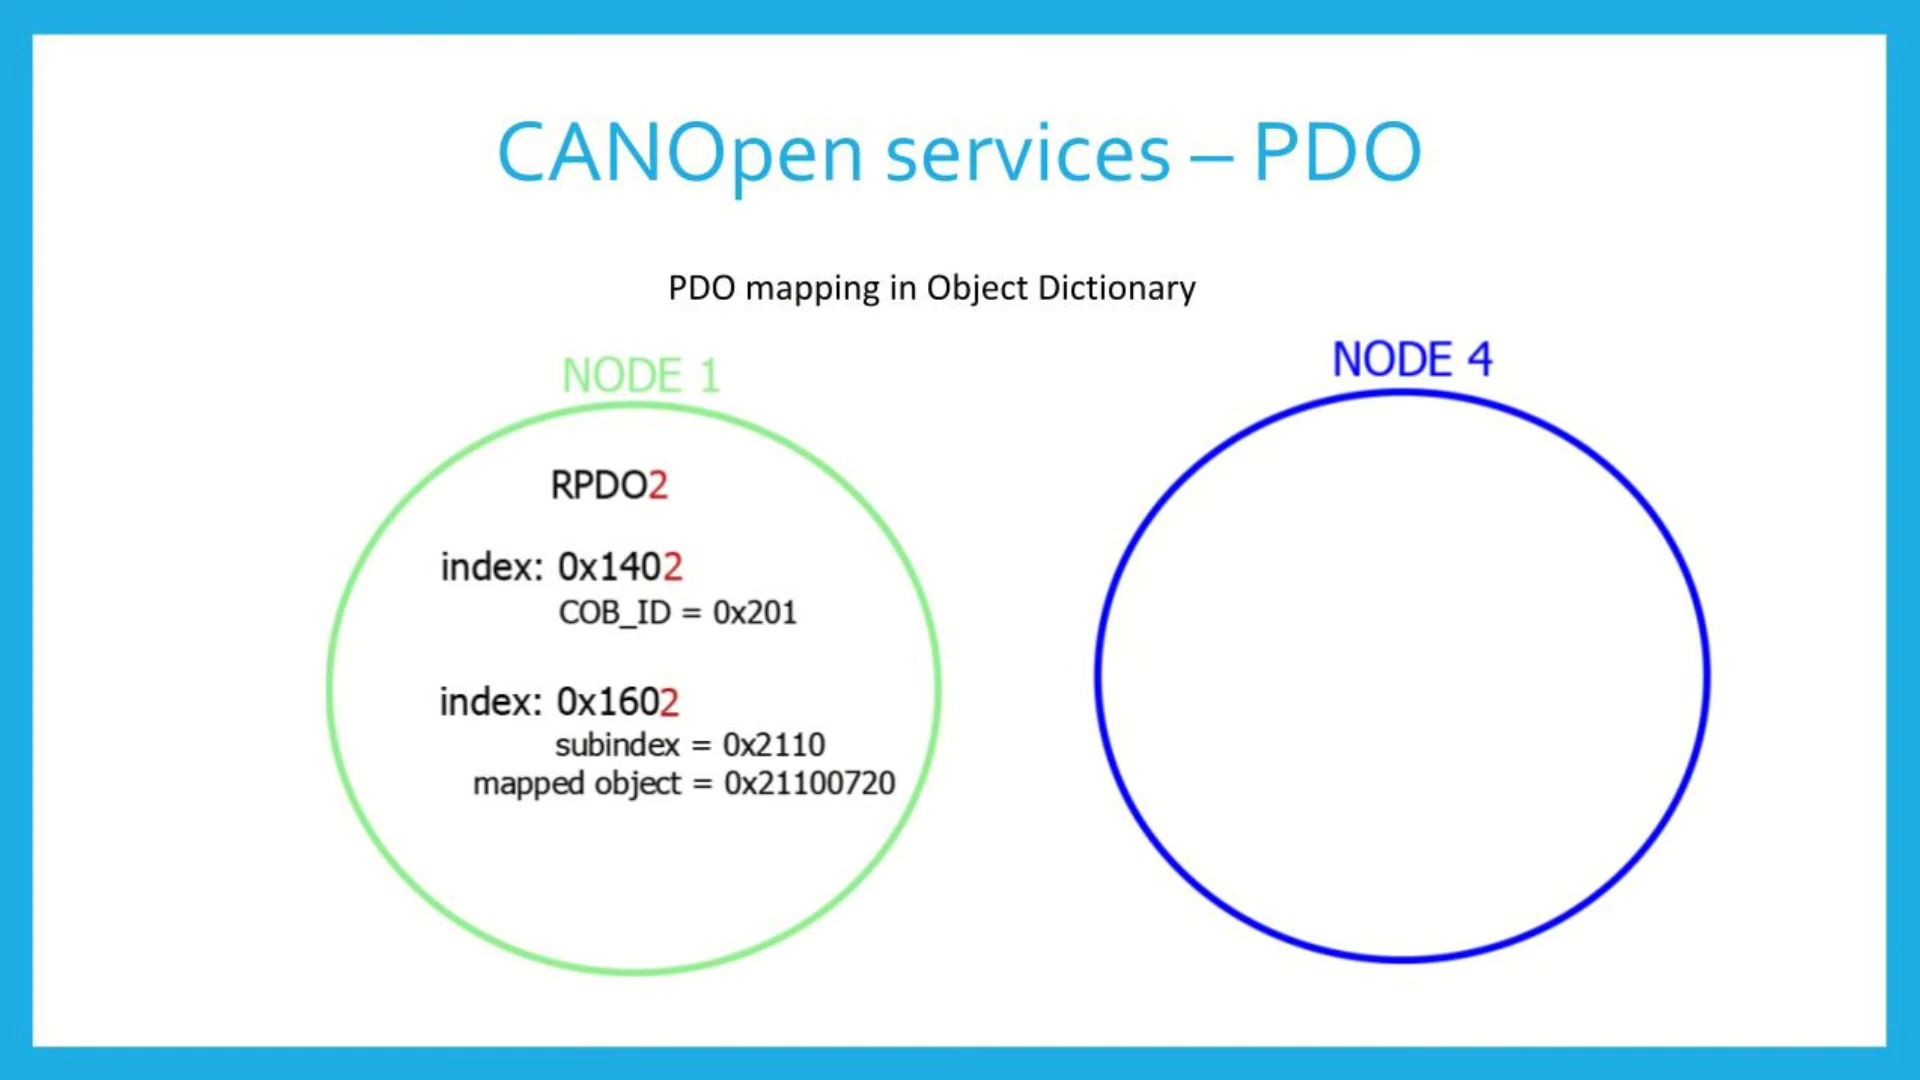 CANOpen services – PDO
PDO mapping in Object Dictionary
NODE 1
RPDO2
index: 0x1402
COB_ID = 0x201
index: 0x1602
subindex = 0x2110
mapped object = 0x21100720
NODE 4